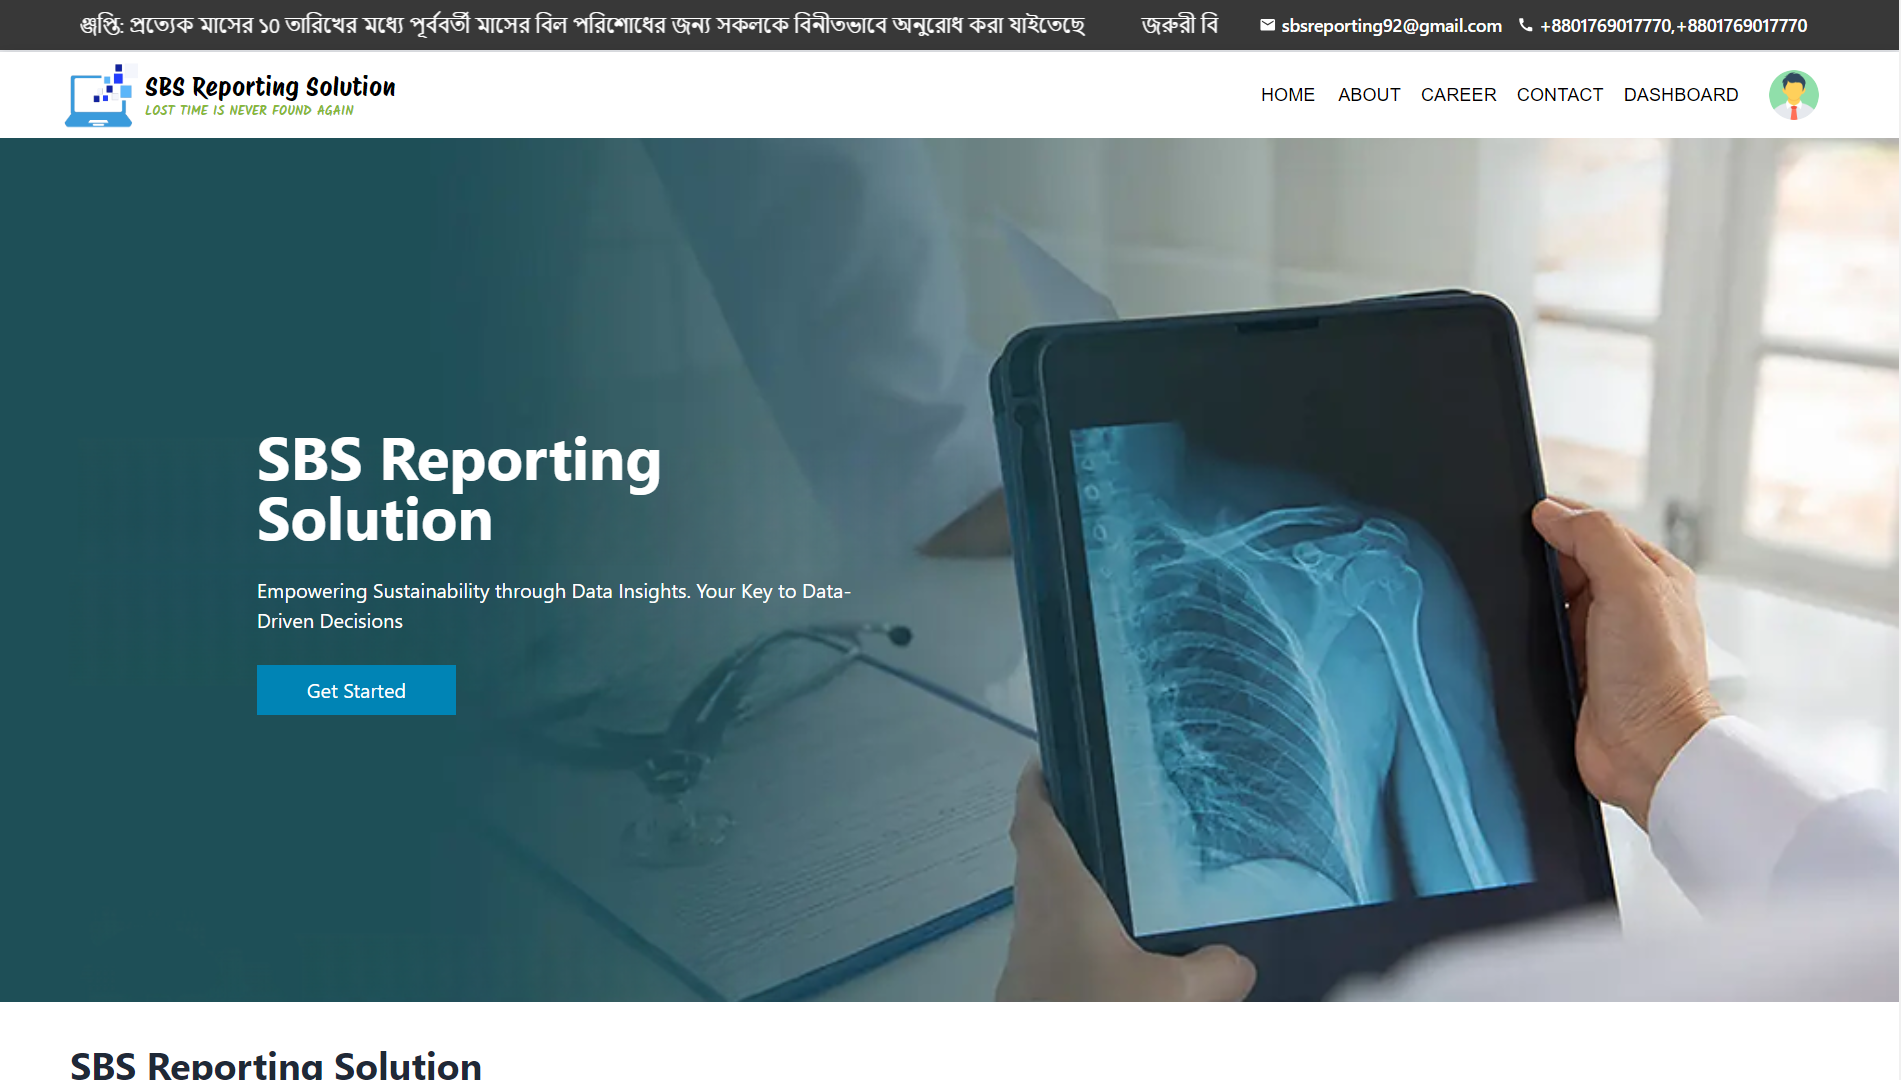 ঞ্জপ্তি: প্রত্যেক মাসের ১০ তারিখের মধ্যে পূর্ববর্তী মাসের বিল পরিশোধের জন্য সকলকে বিনীতভাবে অনুরোধ করা যাইতেছে জরুরী বি
sbsreporting92@gmail.com +8801769017770,+8801769017770
SBS Reporting Solution
LOST TIME IS NEVER FOUND AGAIN
HOME ABOUT CAREER CONTACT DASHBOARD
SBS Reporting
Solution
Empowering Sustainability through Data Insights. Your Key to Data-
Driven Decisions
Get Started
SBS Reporting Solution